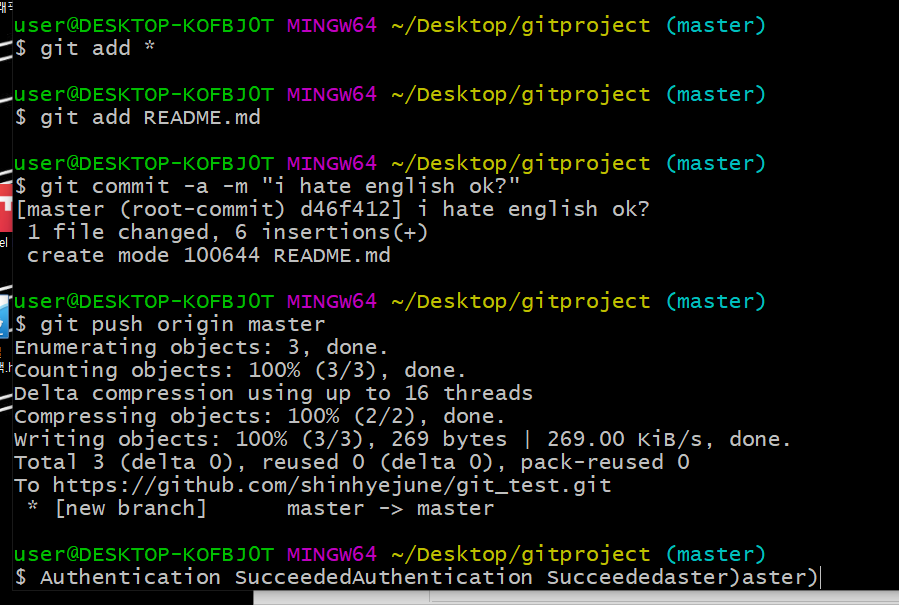 user@DESKTOP-KOFBJ0T MINGW64 ~/Desktop/gitproject (master)
$ git add *
user@DESKTOP-KOFBJ0T MINGW64 ~/Desktop/gitproject (master)
$ git add README.md
user@DESKTOP-KOFBJ0T MINGW64 ~/Desktop/gitproject (master)
$ git commit -a -m "i hate english ok?"
[master (root-commit) d46f412] i hate english ok?
 1 file changed, 6 insertions(+)
 create mode 100644 README.md
user@DESKTOP-KOFBJ0T MINGW64 ~/Desktop/gitproject (master)
$ git push origin master
Enumerating objects: 3, done.
Counting objects: 100% (3/3), done.
Delta compression using up to 16 threads
Compressing objects: 100% (2/2), done.
Writing objects: 100% (3/3), 269 bytes | 269.00 KiB/s, done.
Total 3 (delta 0), reused 0 (delta 0), pack-reused 0
To https://github.com/shinhyejune/git_test.git
 * [new branch]      master -> master
user@DESKTOP-KOFBJ0T MINGW64 ~/Desktop/gitproject (master)
$ Authentication SucceededAuthentication Succeededaster)aster)